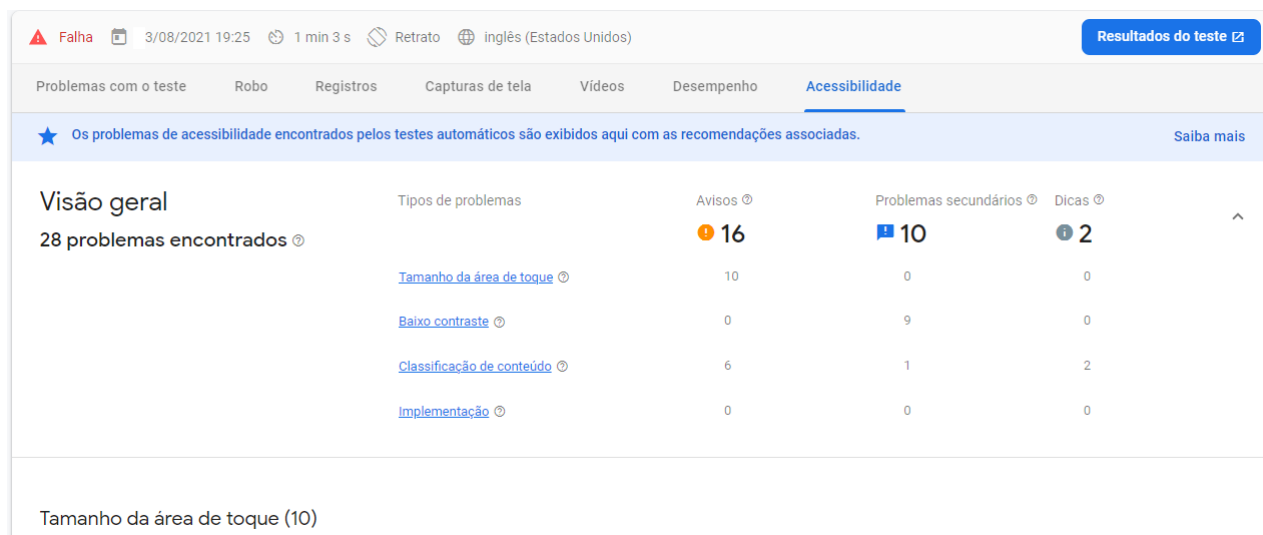 Falha 3/08/2021 19:25 1 min 3 s Retrato inglês (Estados Unidos) Resultados do teste
Problemas com o teste Robo Registros Capturas de tela Vídeos Desempenho Acessibilidade
Os problemas de acessibilidade encontrados pelos testes automáticos são exibidos aqui com as recomendações associadas. Saiba mais
Visão geral Tipos de problemas Avisos Problemas secundários Dicas
28 problemas encontrados 16 10 2
Tamanho da área de toque 10 0 0
Baixo contraste 0 9 0
Classificação de conteúdo 6 1 2
Implementação 0 0 0
Tamanho da área de toque (10)